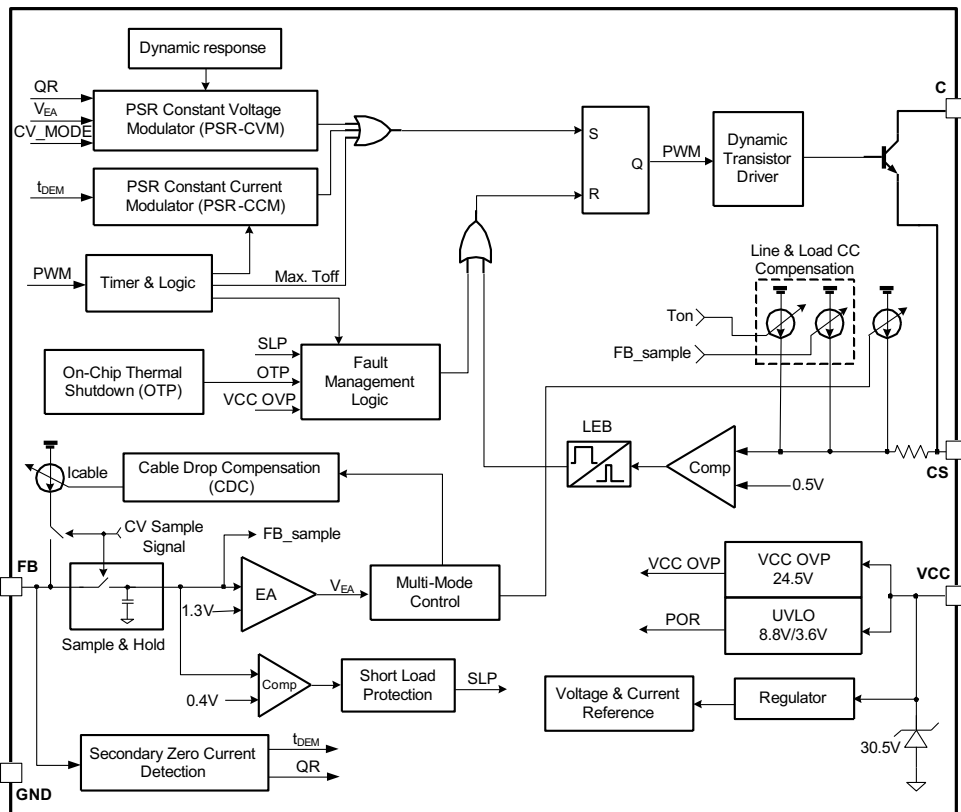 Dynamic response
QR
VEA
CV_MODE
PSR Constant Voltage
Modulator (PSR-CVM)
tDEM
PSR Constant Current
Modulator (PSR-CCM)
PWM
Timer & Logic
Max. Toff
S
R
Q
PWM
Dynamic
Transistor
Driver
C
Line & Load CC
Compensation
Ton
FB_sample
On-Chip Thermal
Shutdown (OTP)
SLP
OTP
VCC OVP
Fault
Management
Logic
LEB
Comp
0.5V
CS
Icable
Cable Drop Compensation
(CDC)
CV Sample
Signal
FB_sample
FB
Sample & Hold
1.3V
EA
VEA
Multi-Mode
Control
VCC OVP
VCC OVP
24.5V
VCC
POR
UVLO
8.8V/3.6V
0.4V
Comp
Short Load
Protection
SLP
Voltage & Current
Reference
Regulator
30.5V
Secondary Zero Current
Detection
tDEM
QR
GND